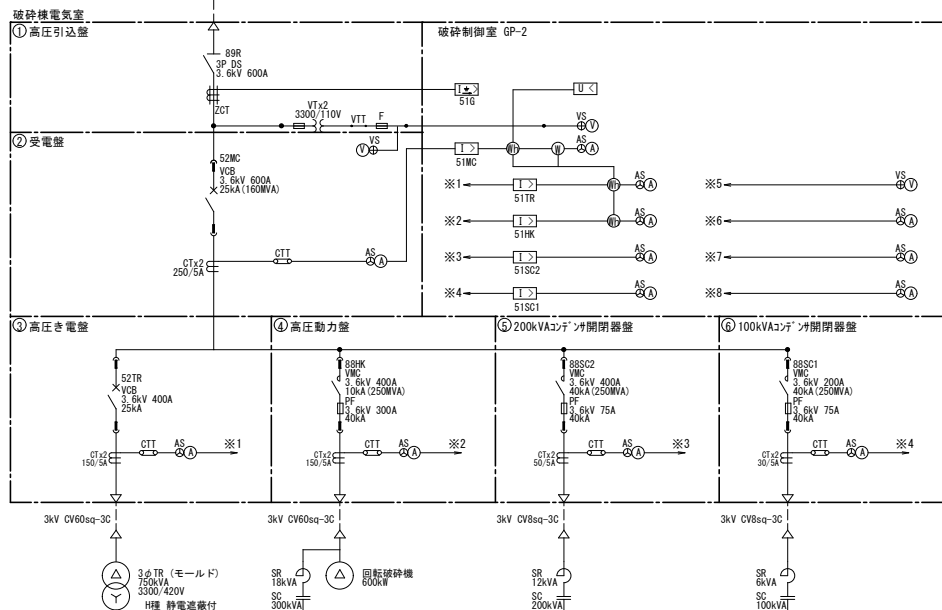 破砕棟電気室
① 高圧引込盤
89R
3P DS
3.6kV 600A
ZCT
VTx2
3300/110V
VTT
F
VS
V
② 受電盤
52MC
VCB
3.6kV 600A
25kA(160MVA)
CTx2
250/5A
CTT
AS
A
破砕制御室 GP-2
I ⏚ >
51G
U <
VS
V
I >
51MC
Wh
W
AS
A
※1
I >
51TR
Wh
AS
A
※2
I >
51HK
Wh
AS
A
※3
I >
51SC2
AS
A
※4
I >
51SC1
AS
A
※5
VS
V
※6
AS
A
※7
AS
A
※8
AS
A
③ 高圧き電盤
52TR
VCB
3.6kV 400A
25kA
CTx2
150/5A
CTT
AS
A
※1
3kV CV60sq-3C
3φTR (モールド)
750kVA
3300/420V
H種 静電遮蔽付
④ 高圧動力盤
88HK
VMC
3.6kV 400A
10kA(250MVA)
PF
3.6kV 300A
40kA
CTx2
150/5A
CTT
AS
A
※2
3kV CV60sq-3C
SR
18kVA
SC
300kVA
回転破砕機
600kW
⑤ 200kVAコンデンサ開閉器盤
88SC2
VMC
3.6kV 400A
40kA(250MVA)
PF
3.6kV 75A
40kA
CTx2
50/5A
CTT
AS
A
※3
3kV CV8sq-3C
SR
12kVA
SC
200kVA
⑥ 100kVAコンデンサ開閉器盤
88SC1
VMC
3.6kV 200A
40kA(250MVA)
PF
3.6kV 75A
40kA
CTx2
30/5A
CTT
AS
A
※4
3kV CV8sq-3C
SR
6kVA
SC
100kVA